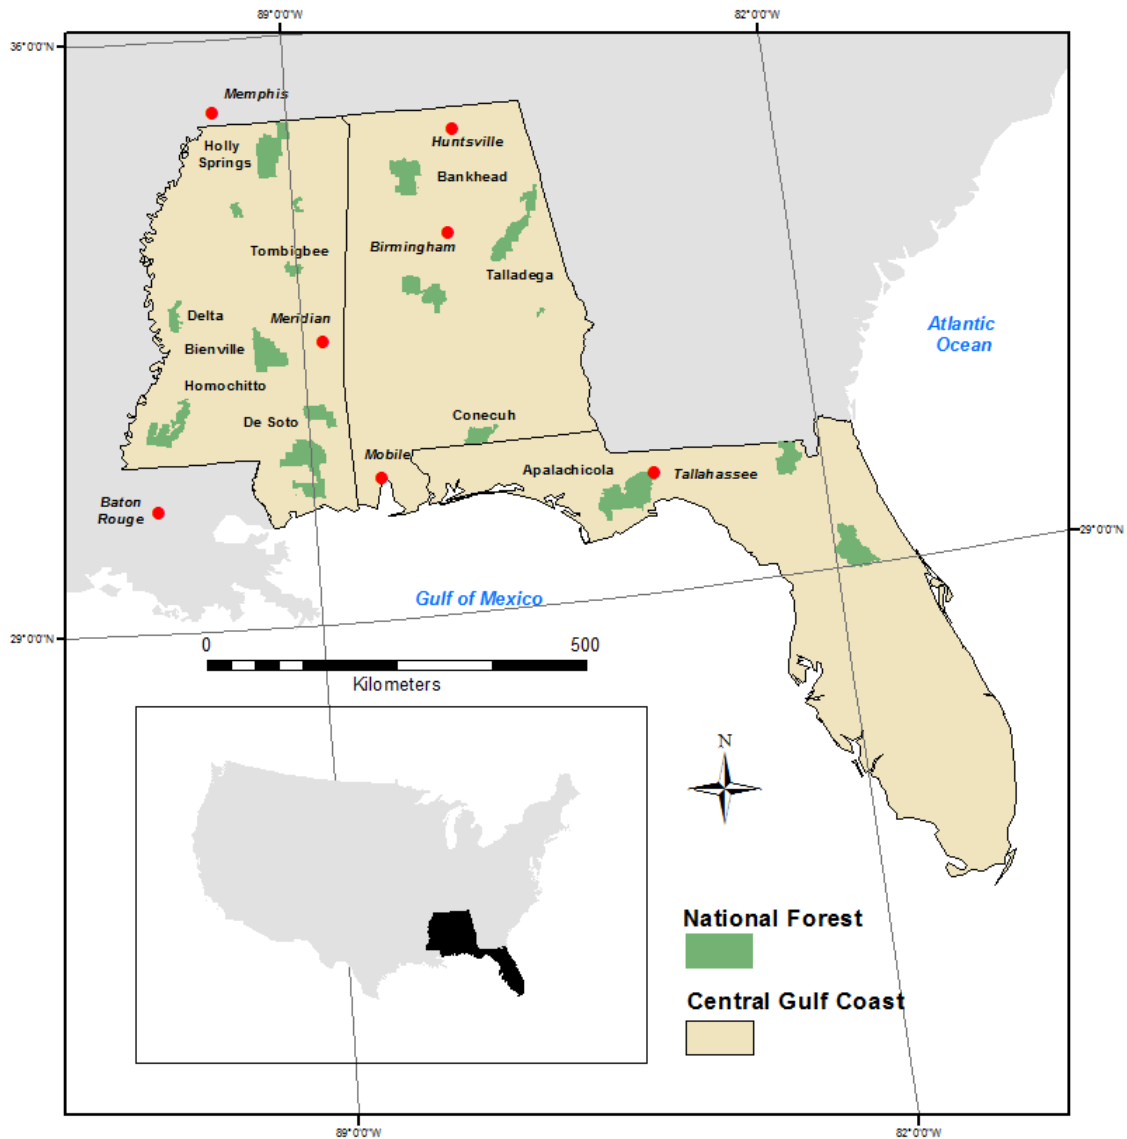 89°0'0"W
82°0'0"W
36°0'0"N
Memphis
Holly
Springs
Huntsville
Bankhead
Tombigbee
Birmingham
Talladega
Delta
Meridian
Bienville
Homochitto
De Soto
Conecuh
Mobile
Apalachicola
Tallahassee
Baton
Rouge
Atlantic
Ocean
29°0'0"N
Gulf of Mexico
29°0'0"N
0
500
Kilometers
N
National Forest
Central Gulf Coast
89°0'0"W
82°0'0"W